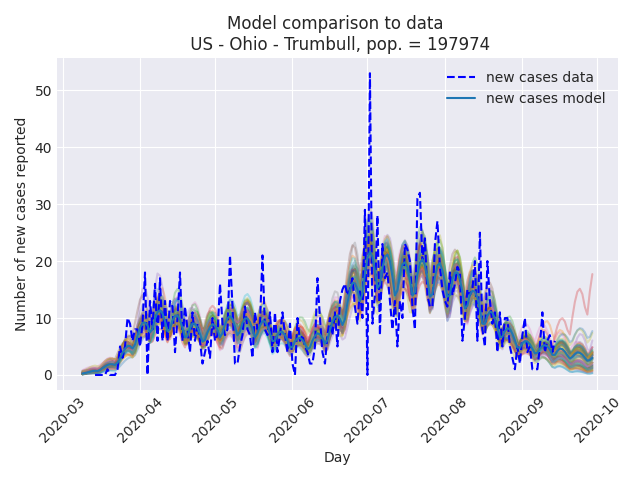 Model comparison to data
US - Ohio - Trumbull, pop. = 197974
new cases data
new cases model
Number of new cases reported
50
40
30
20
10
0
2020-03
2020-04
2020-05
2020-06
2020-07
2020-08
2020-09
2020-10
Day